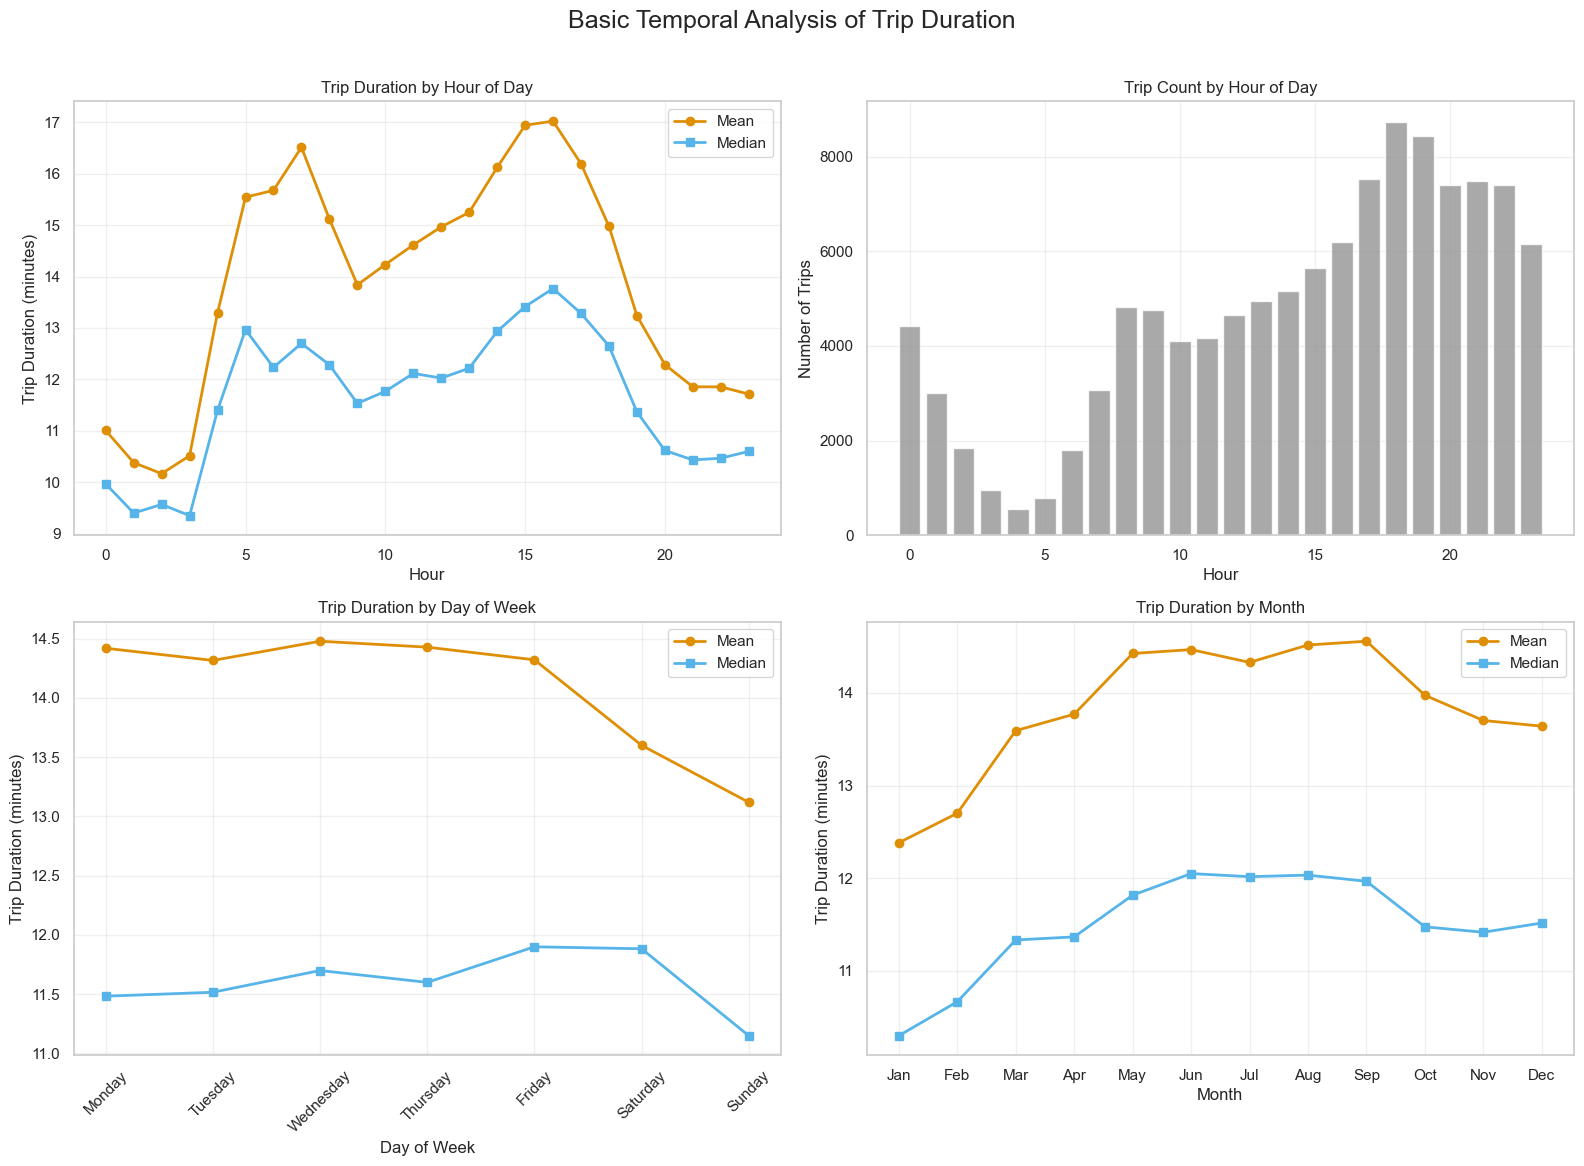 Basic Temporal Analysis of Trip Duration
Trip Duration by Hour of Day
Mean
Median
Trip Duration (minutes)
17
16
15
14
13
12
11
10
9
0 5 10 15 20
Hour
Trip Count by Hour of Day
Number of Trips
8000
6000
4000
2000
0
0 5 10 15 20
Hour
Trip Duration by Day of Week
Mean
Median
Trip Duration (minutes)
14.5
14.0
13.5
13.0
12.5
12.0
11.5
11.0
Monday Tuesday Wednesday Thursday Friday Saturday Sunday
Day of Week
Trip Duration by Month
Mean
Median
Trip Duration (minutes)
14
13
12
11
Jan Feb Mar Apr May Jun Jul Aug Sep Oct Nov Dec
Month